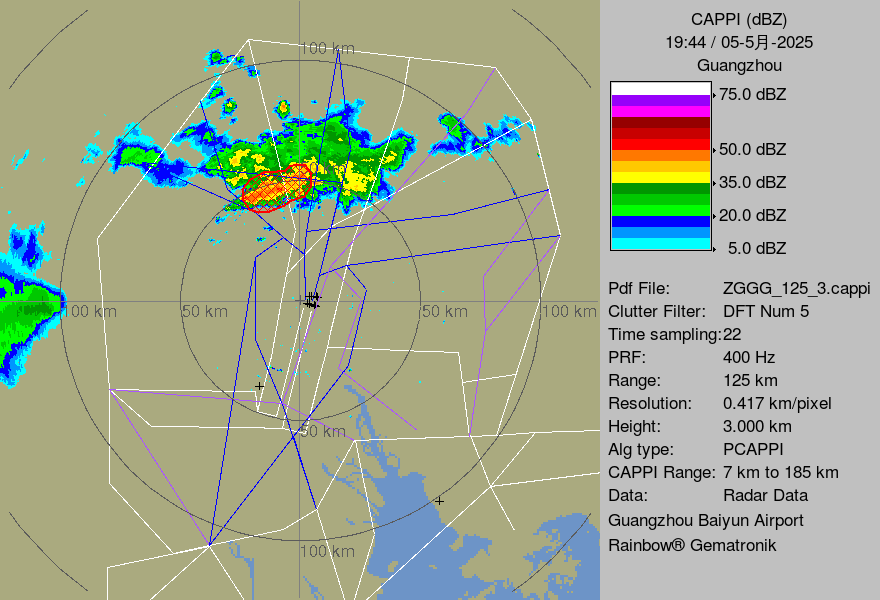 CAPPI (dBZ)
19:44 / 05-5月-2025
Guangzhou
75.0 dBZ
50.0 dBZ
35.0 dBZ
20.0 dBZ
5.0 dBZ
Pdf File: ZGGG_125_3.cappi
Clutter Filter: DFT Num 5
Time sampling:22
PRF: 400 Hz
Range: 125 km
Resolution: 0.417 km/pixel
Height: 3.000 km
Alg type: PCAPPI
CAPPI Range: 7 km to 185 km
Data: Radar Data
Guangzhou Baiyun Airport
Rainbow® Gematronik
100 km
100 km
50 km
50 km
100 km
50 km
100 km